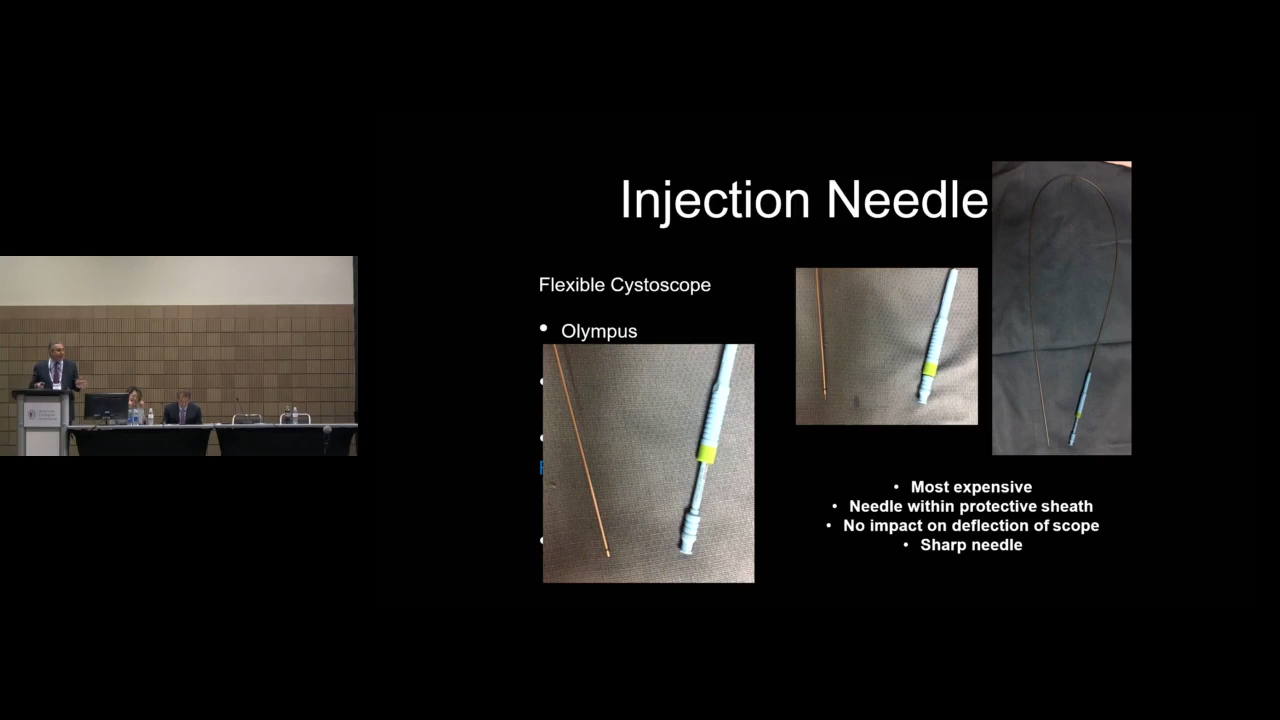 Injection Needle
Flexible Cystoscope
• Olympus
• Most expensive
• Needle within protective sheath
• No impact on deflection of scope
• Sharp needle